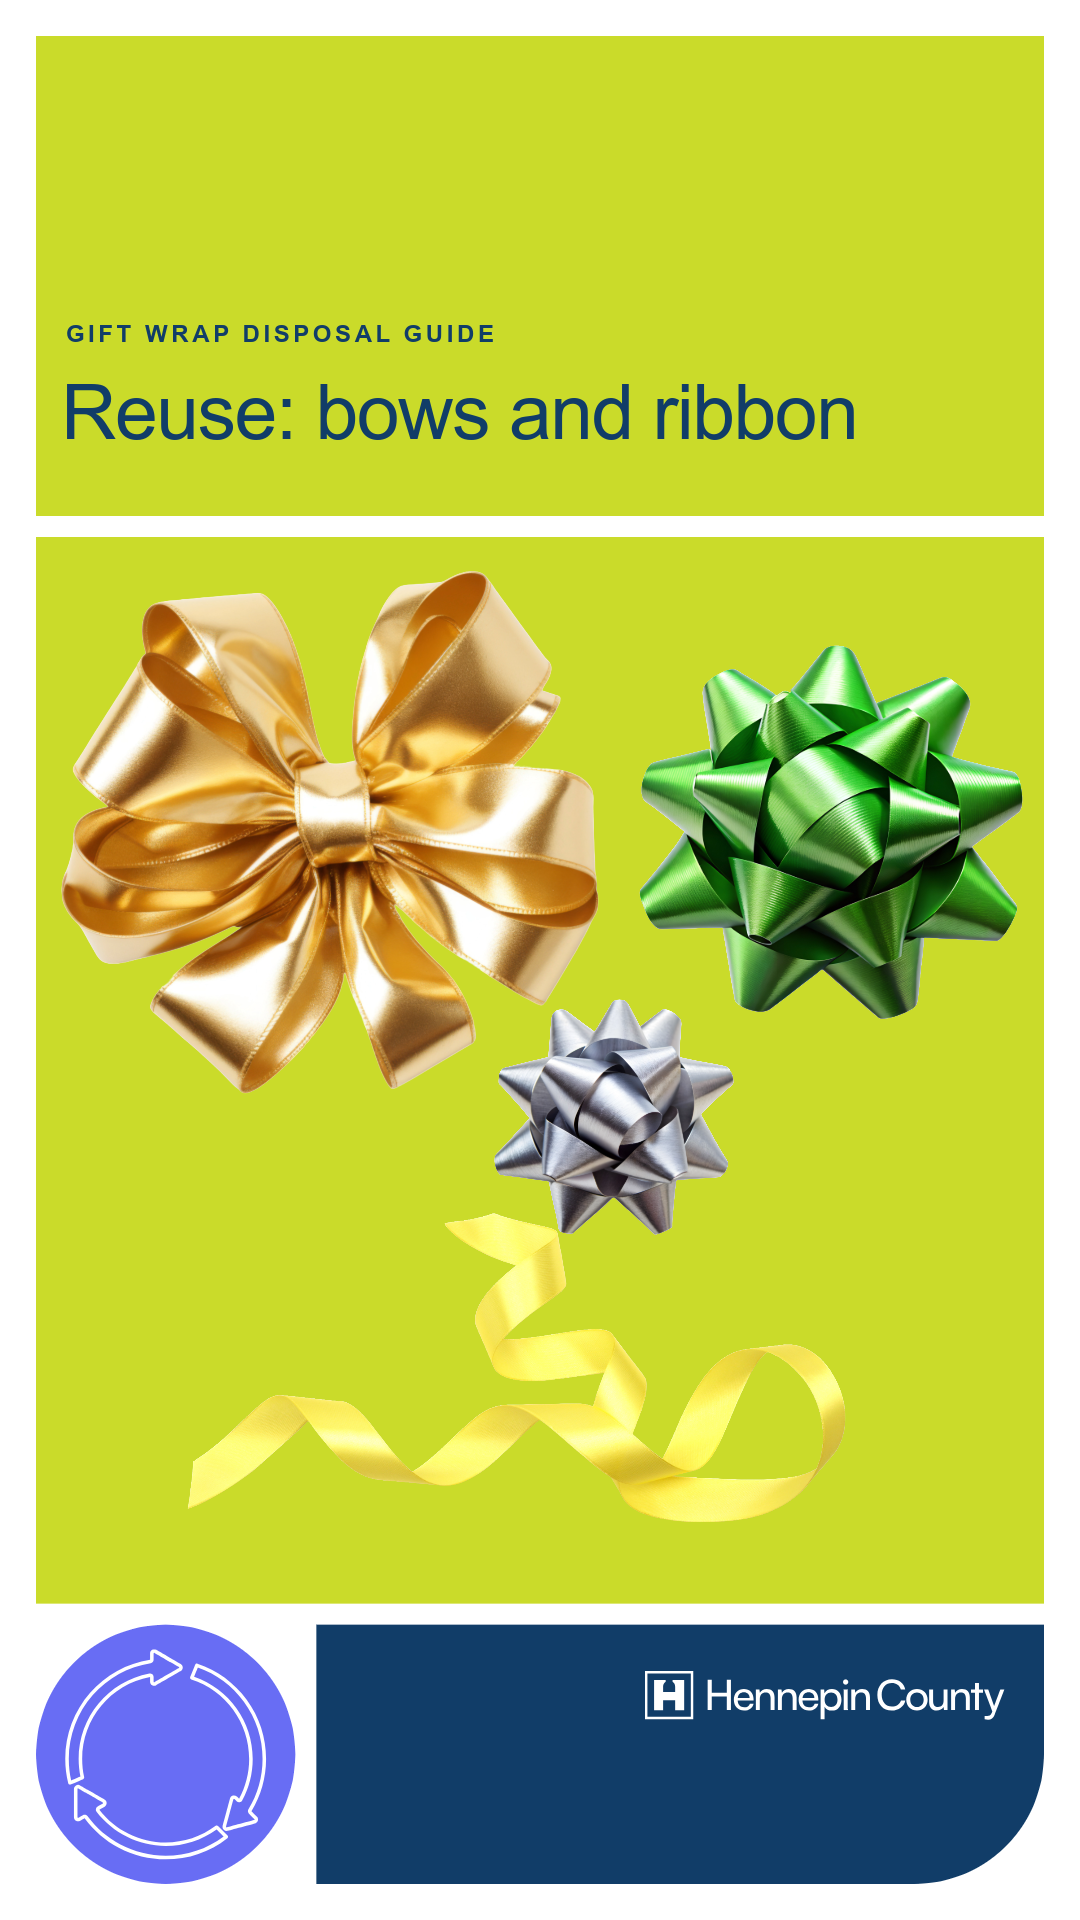 GIFT WRAP DISPOSAL GUIDE
Reuse: bows and ribbon
H Hennepin County